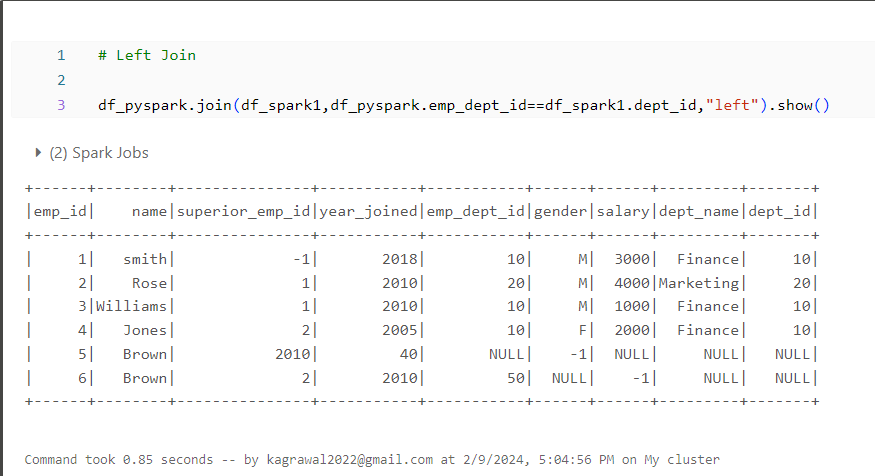 1 # Left Join
2
3 df_pyspark.join(df_spark1,df_pyspark.emp_dept_id==df_spark1.dept_id,"left").show()
(2) Spark Jobs
+------+--------+---------------+-----------+-----------+------+------+---------+-------+
|emp_id|    name|superior_emp_id|year_joined|emp_dept_id|gender|salary|dept_name|dept_id|
+------+--------+---------------+-----------+-----------+------+------+---------+-------+
|     1|   smith|             -1|       2018|         10|     M|  3000|  Finance|     10|
|     2|    Rose|              1|       2010|         20|     M|  4000|Marketing|     20|
|     3|Williams|              1|       2010|         10|     M|  1000|  Finance|     10|
|     4|   Jones|              2|       2005|         10|     F|  2000|  Finance|     10|
|     5|   Brown|           2010|         40|       NULL|    -1|  NULL|     NULL|   NULL|
|     6|   Brown|              2|       2010|         50|  NULL|    -1|     NULL|   NULL|
+------+--------+---------------+-----------+-----------+------+------+---------+-------+
Command took 0.85 seconds -- by kagrawal2022@gmail.com at 2/9/2024, 5:04:56 PM on My cluster